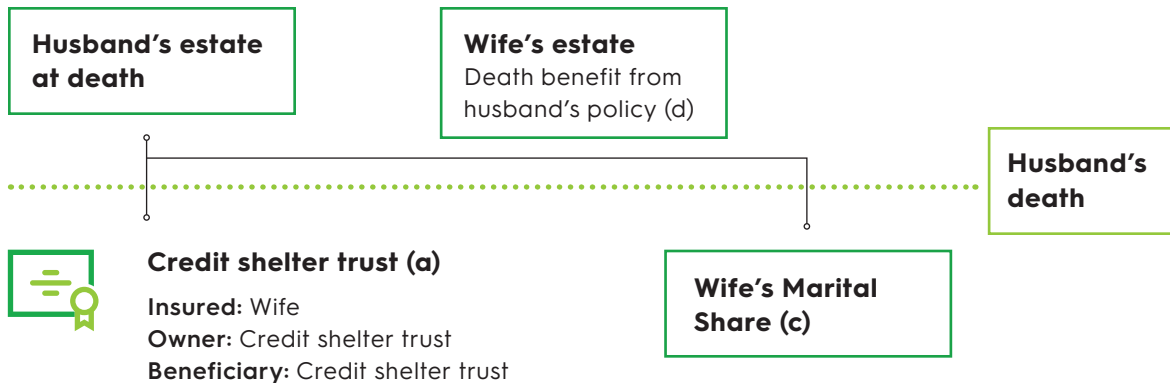 Husband's estate
at death
Wife's estate
Death benefit from
husband's policy (d)
Husband's
death
Credit shelter trust (a)
Insured: Wife
Owner: Credit shelter trust
Beneficiary: Credit shelter trust
Wife's Marital
Share (c)